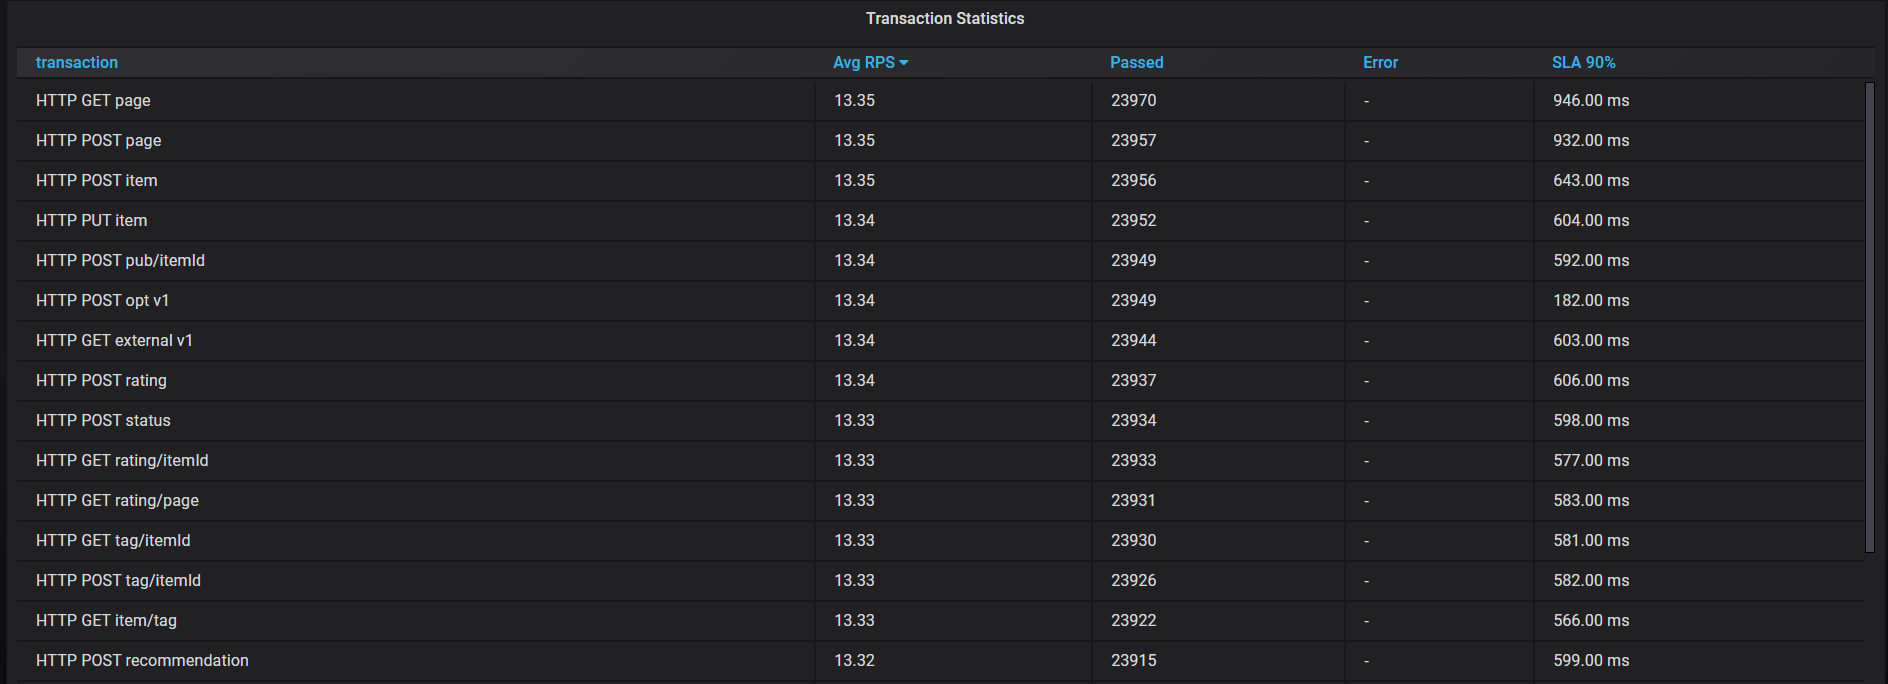 Transaction Statistics
transaction Avg RPS Passed Error SLA 90%
HTTP GET page 13.35 23970 - 946.00 ms
HTTP POST page 13.35 23957 - 932.00 ms
HTTP POST item 13.35 23956 - 643.00 ms
HTTP PUT item 13.34 23952 - 604.00 ms
HTTP POST pub/itemId 13.34 23949 - 592.00 ms
HTTP POST opt v1 13.34 23949 - 182.00 ms
HTTP GET external v1 13.34 23944 - 603.00 ms
HTTP POST rating 13.34 23937 - 606.00 ms
HTTP POST status 13.33 23934 - 598.00 ms
HTTP GET rating/itemId 13.33 23933 - 577.00 ms
HTTP GET rating/page 13.33 23931 - 583.00 ms
HTTP GET tag/itemId 13.33 23930 - 581.00 ms
HTTP POST tag/itemId 13.33 23926 - 582.00 ms
HTTP GET item/tag 13.33 23922 - 566.00 ms
HTTP POST recommendation 13.32 23915 - 599.00 ms